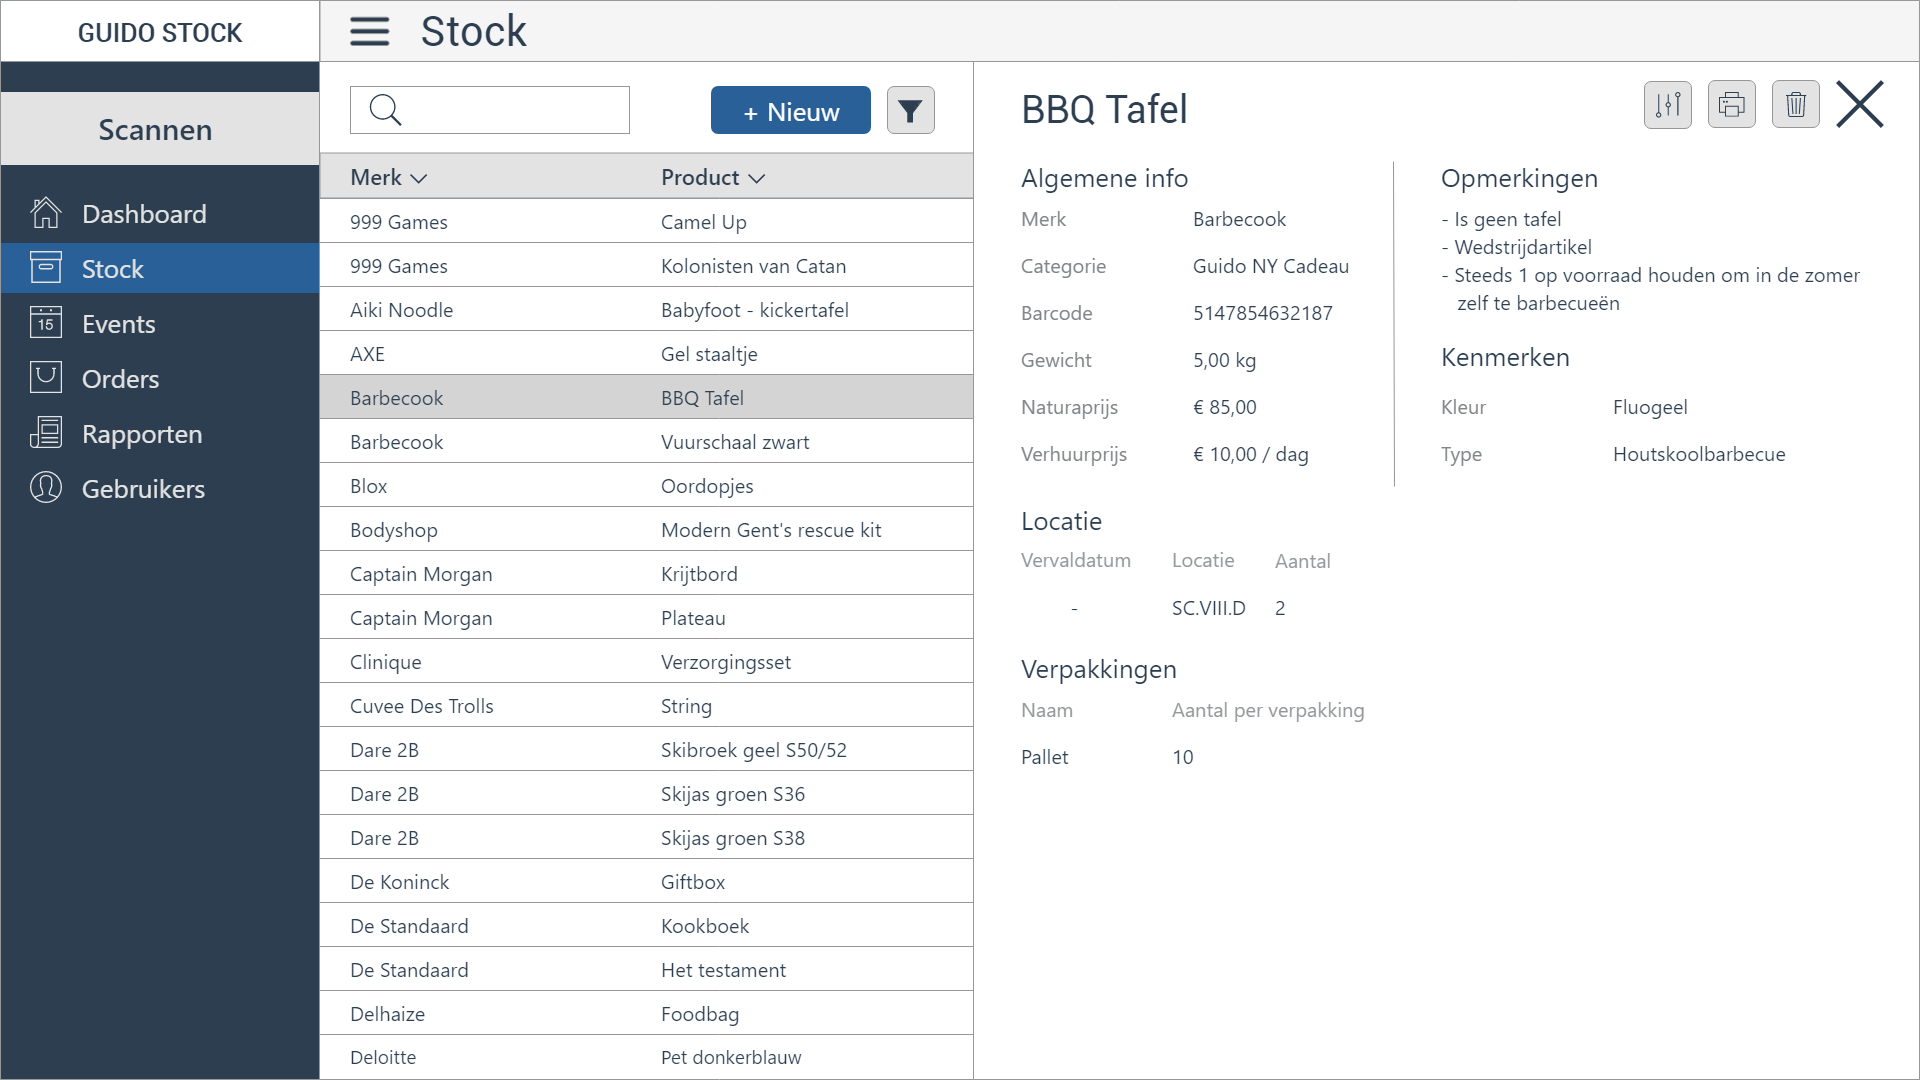 GUIDO STOCK
Stock
Scannen
Dashboard
Stock
15
Events
Orders
Rapporten
Gebruikers
+ Nieuw
Merk Product
999 Games Camel Up
999 Games Kolonisten van Catan
Aiki Noodle Babyfoot - kickertafel
AXE Gel staaltje
Barbecook BBQ Tafel
Barbecook Vuurschaal zwart
Blox Oordopjes
Bodyshop Modern Gent's rescue kit
Captain Morgan Krijtbord
Captain Morgan Plateau
Clinique Verzorgingsset
Cuvee Des Trolls String
Dare 2B Skibroek geel S50/52
Dare 2B Skijas groen S36
Dare 2B Skijas groen S38
De Koninck Giftbox
De Standaard Kookboek
De Standaard Het testament
Delhaize Foodbag
Deloitte Pet donkerblauw
BBQ Tafel
Algemene info
Merk Barbecook
Categorie Guido NY Cadeau
Barcode 5147854632187
Gewicht 5,00 kg
Naturaprijs € 85,00
Verhuurprijs € 10,00 / dag
Opmerkingen
- Is geen tafel
- Wedstrijdartikel
- Steeds 1 op voorraad houden om in de zomer
zelf te barbecueën
Kenmerken
Kleur Fluogeel
Type Houtskoolbarbecue
Locatie
Vervaldatum Locatie Aantal
- SC.VIII.D 2
Verpakkingen
Naam Aantal per verpakking
Pallet 10